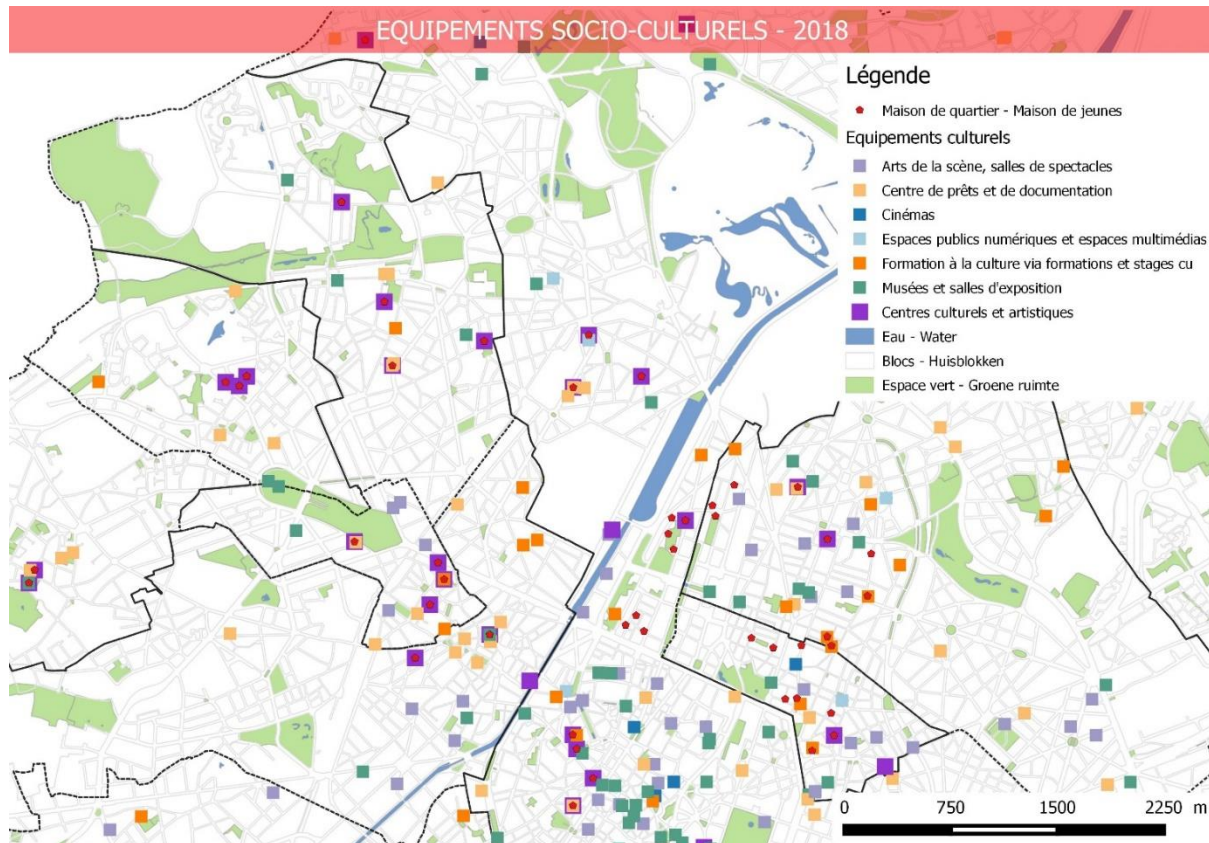 EQUIPEMENTS SOCIO-CULTURELS - 2018
Légende
Maison de quartier - Maison de jeunes
Equipements culturels
Arts de la scène, salles de spectacles
Centre de prêts et de documentation
Cinémas
Espaces publics numériques et espaces multimédias
Formation à la culture via formations et stages cu
Musées et salles d'exposition
Centres culturels et artistiques
Eau - Water
Blocs - Huisblokken
Espace vert - Groene ruimte
0 750 1500 2250 m